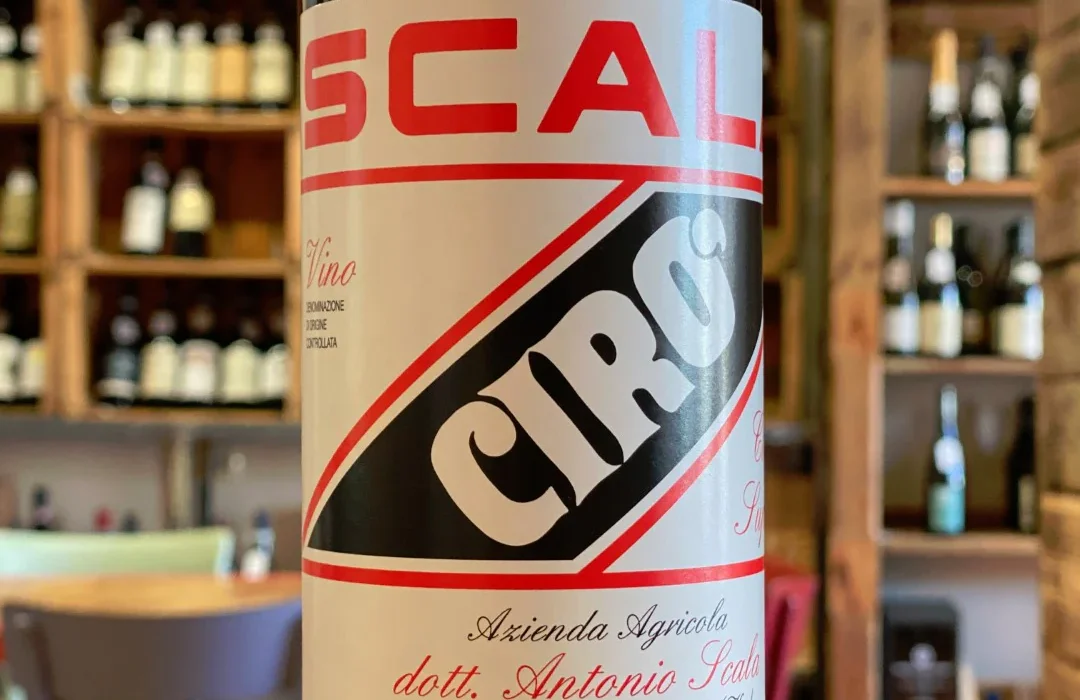 SCAL
Vino
DENOMINAZIONE
DI ORIGINE
CONTROLLATA
CIRO'
Azienda Agricola
dott. Antonio Scala